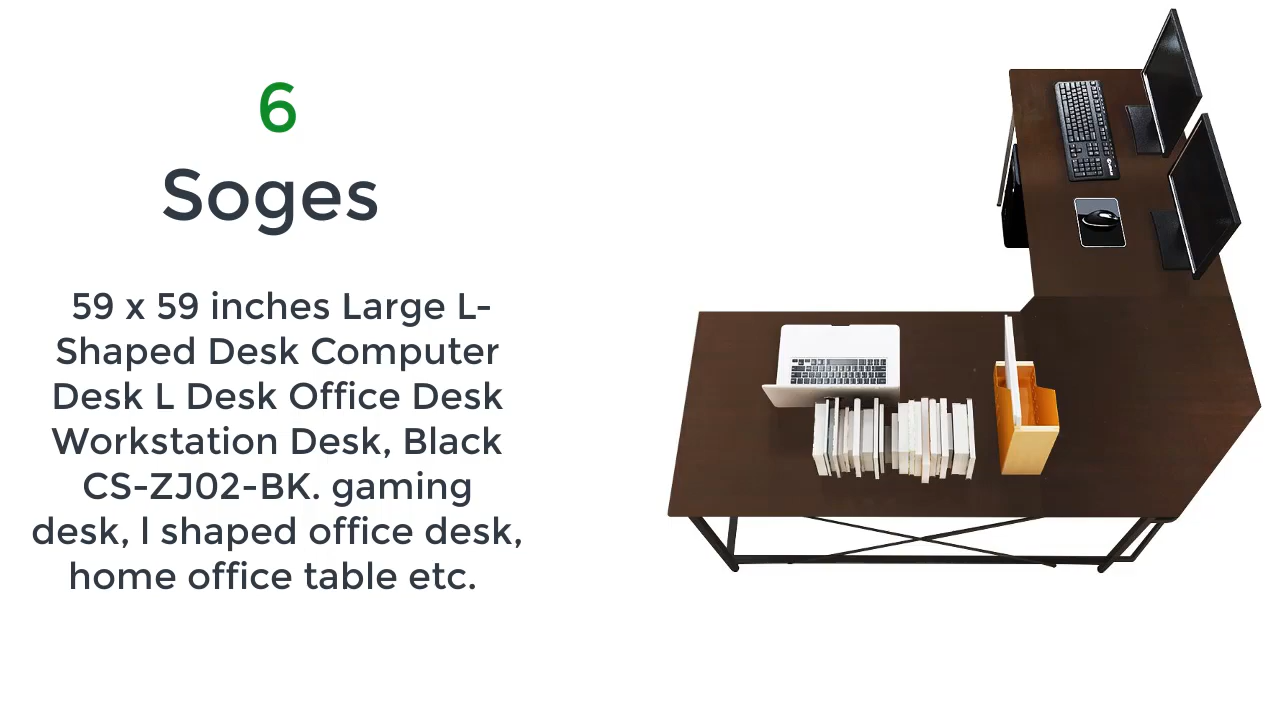 6
Soges
59 x 59 inches Large L-
Shaped Desk Computer
Desk L Desk Office Desk
Workstation Desk, Black
CS-ZJ02-BK. gaming
desk, l shaped office desk,
home office table etc.